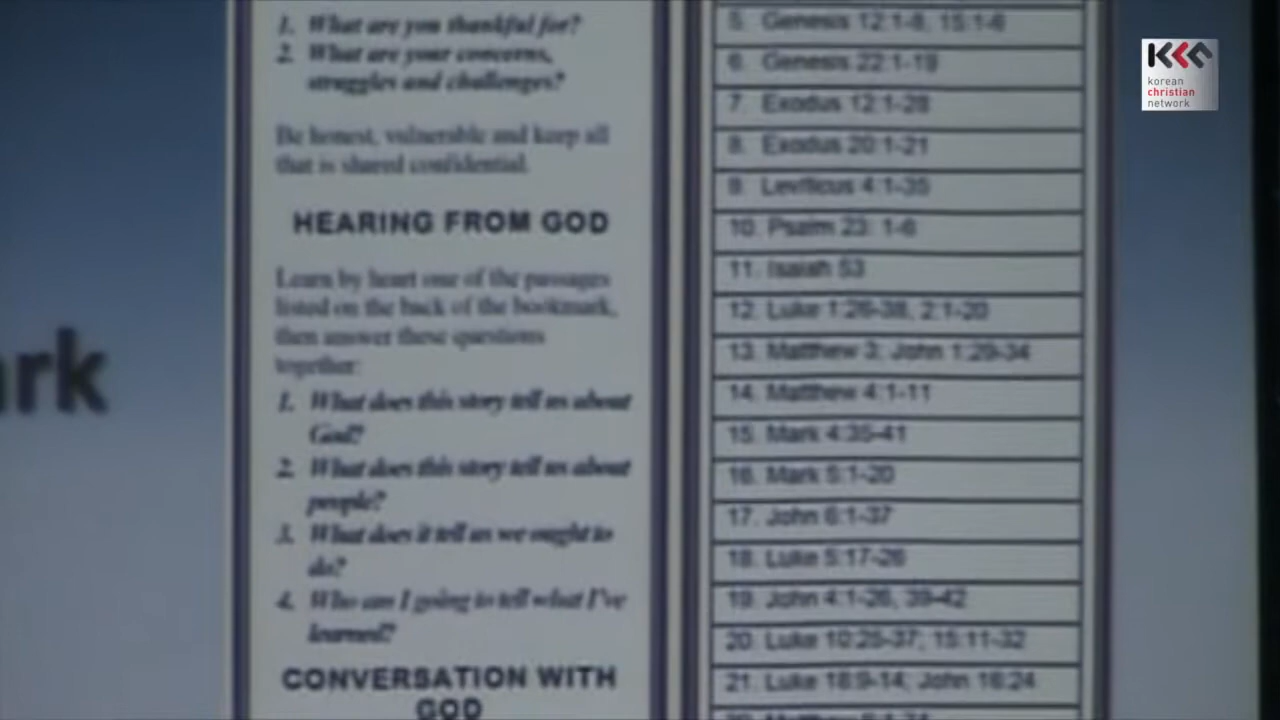 1. What are you thankful for?
2. What are your concerns,
struggles and challenges?
Be honest, vulnerable and keep all
that is shared confidential.
HEARING FROM GOD
Learn by heart one of the passages
listed on the back of the bookmark,
then answer these questions
together:
1. What does this story tell us about
God?
2. What does this story tell us about
people?
3. What does it tell us we ought to
do?
4. Who am I going to tell what I've
learned?
CONVERSATION WITH
GOD
5. Genesis 12:1-8, 15:1-6
6. Genesis 22:1-19
7. Exodus 12:1-28
8. Exodus 20:1-21
9. Leviticus 4:1-35
10. Psalm 23: 1-6
11. Isaiah 53
12. Luke 1:26-38, 2:1-20
13. Matthew 3; John 1:29-34
14. Matthew 4:1-11
15. Mark 4:35-41
16. Mark 5:1-20
17. John 6:1-37
18. Luke 5:17-26
19. John 4:1-26, 39-42
20. Luke 10:25-37; 15:11-32
21. Luke 18:9-14; John 16:24
ark
KCN
korean
christian
network